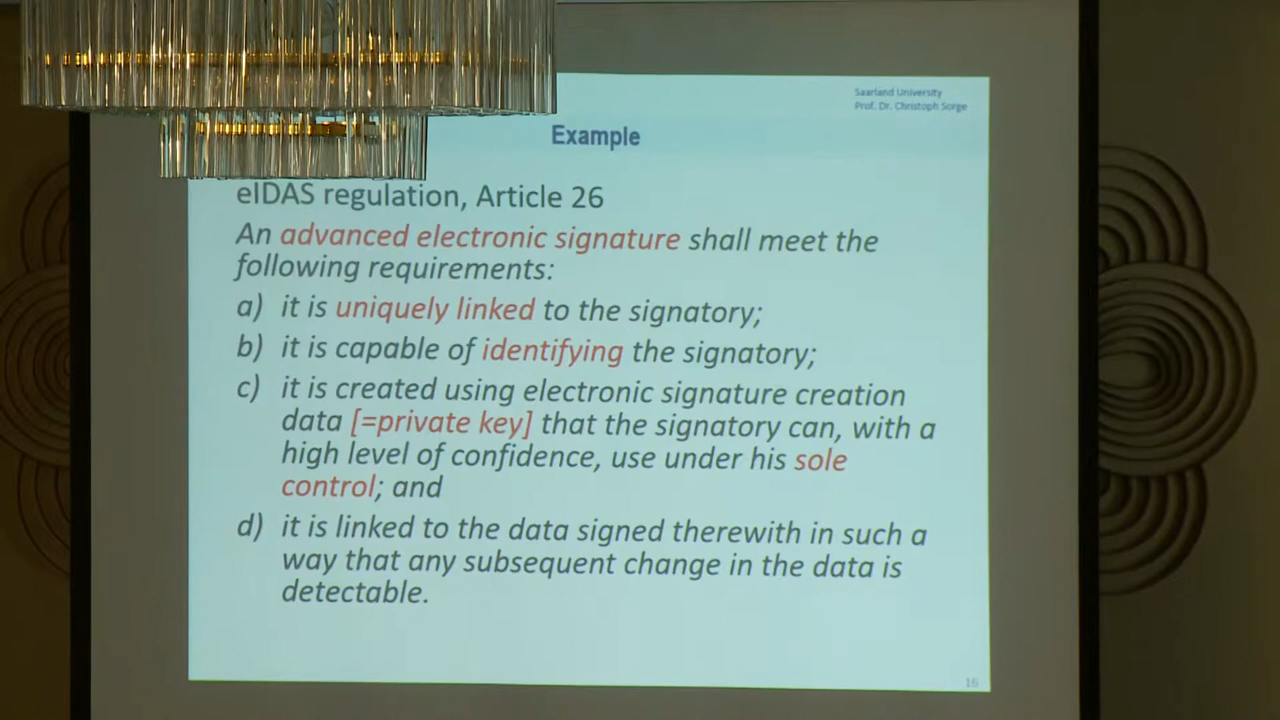 Saarland University
Prof. Dr. Christoph Sorge
Example
eIDAS regulation, Article 26
An advanced electronic signature shall meet the
following requirements:
a) it is uniquely linked to the signatory;
b) it is capable of identifying the signatory;
c) it is created using electronic signature creation
data [=private key] that the signatory can, with a
high level of confidence, use under his sole
control; and
d) it is linked to the data signed therewith in such a
way that any subsequent change in the data is
detectable.
16